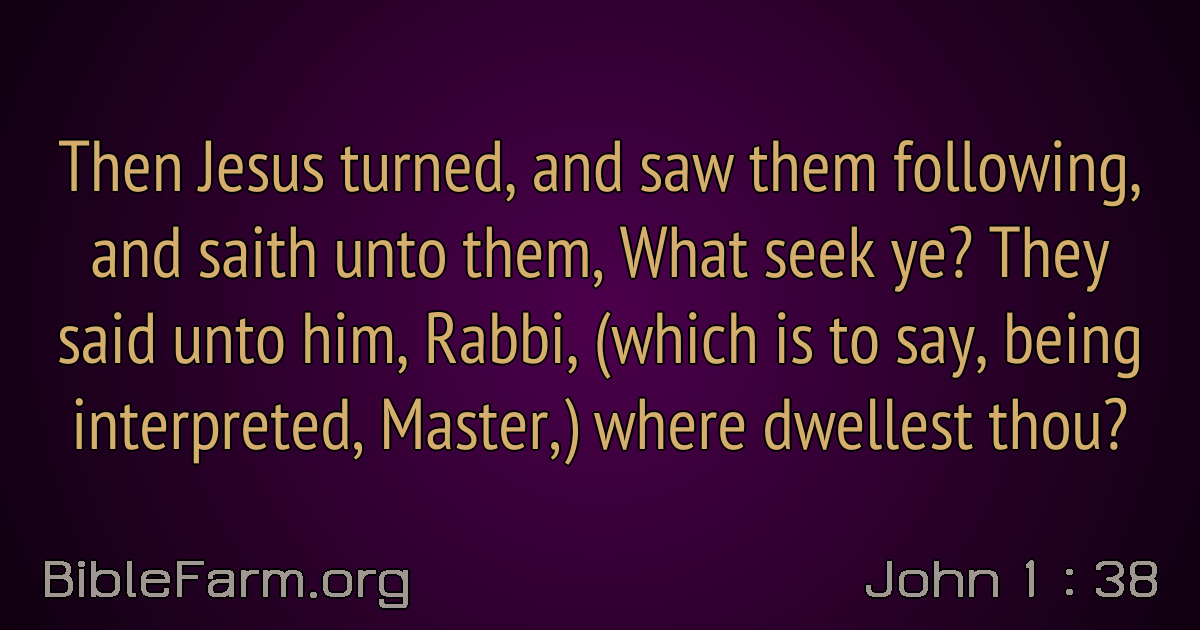 Then Jesus turned, and saw them following,
and saith unto them, What seek ye? They
said unto him, Rabbi, (which is to say, being
interpreted, Master,) where dwellest thou?
BibleFarm.org
John 1 : 38